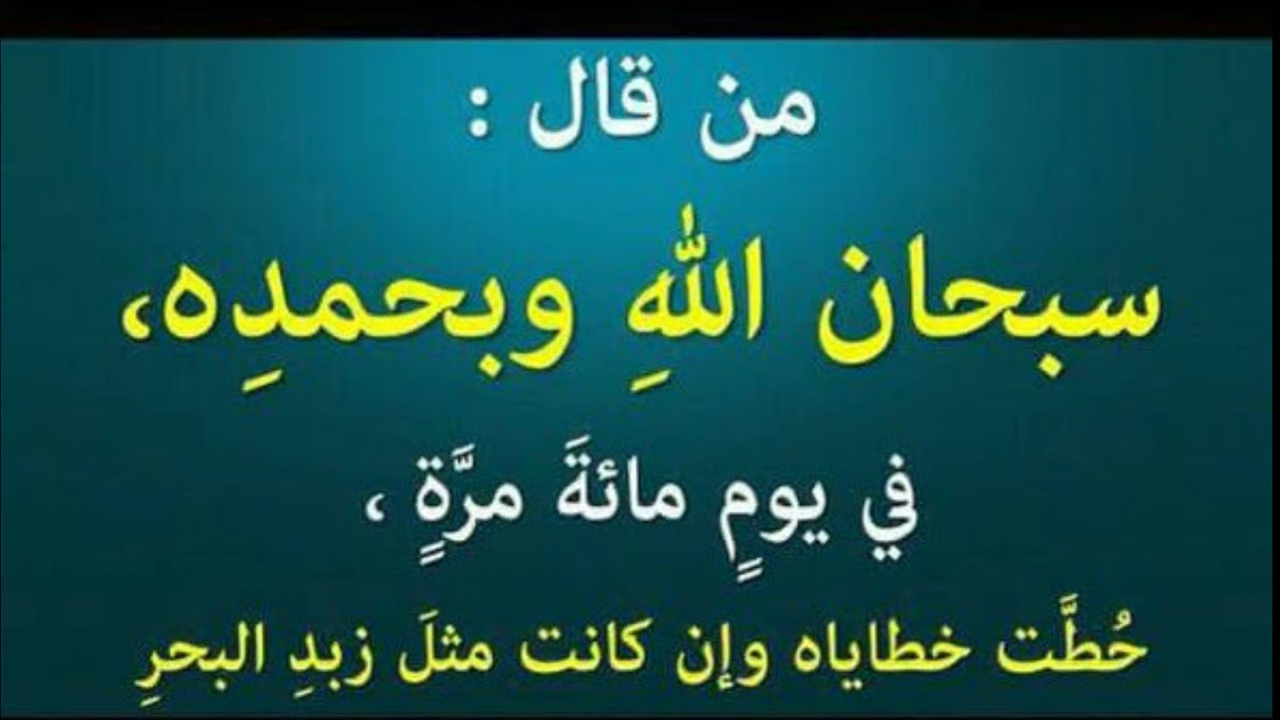 من قال :
سبحان اللهِ وبحمدِه،
في يومٍ مائةَ مرَّةٍ ،
حُطَّت خطاياه وإن كانت مثلَ زبدِ البحرِ